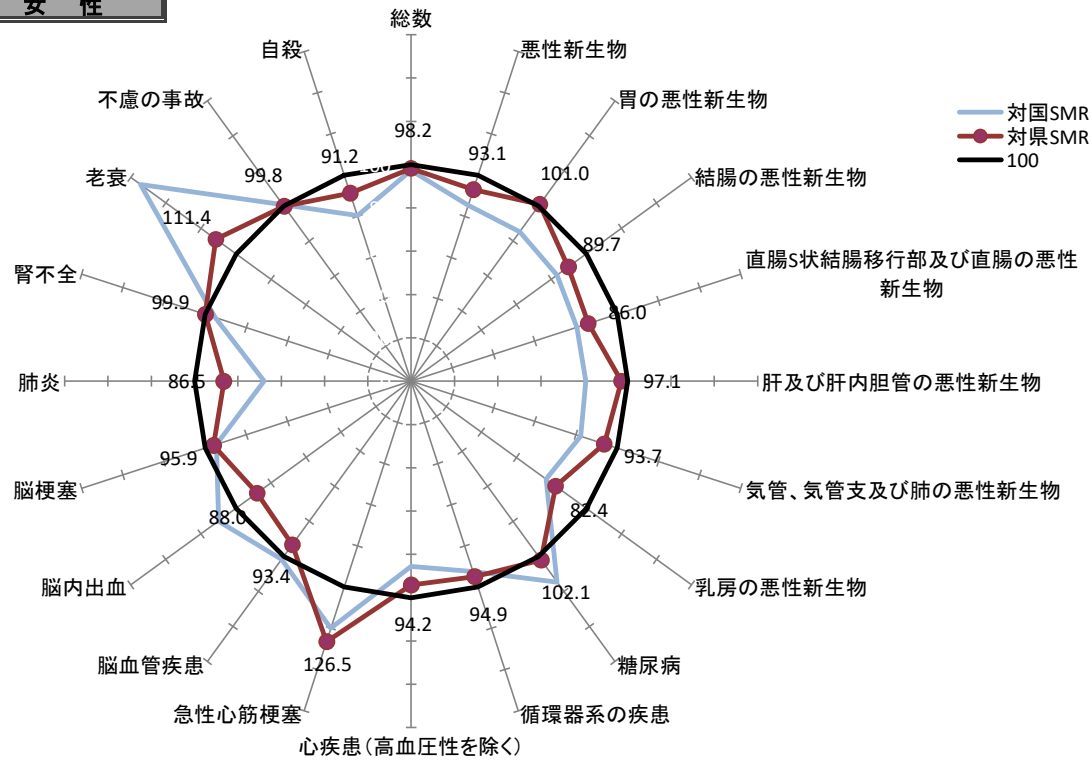 女 性
総数
悪性新生物
胃の悪性新生物
結腸の悪性新生物
直腸S状結腸移行部及び直腸の悪性
新生物
肝及び肝内胆管の悪性新生物
気管、気管支及び肺の悪性新生物
乳房の悪性新生物
糖尿病
循環器系の疾患
心疾患(高血圧性を除く)
急性心筋梗塞
脳血管疾患
脳内出血
脳梗塞
肺炎
腎不全
老衰
不慮の事故
自殺
98.2
93.1
101.0
89.7
86.0
97.1
93.7
82.4
102.1
94.9
94.2
126.5
93.4
88.0
95.9
86.5
99.9
111.4
99.8
91.2
対国SMR
対県SMR
100